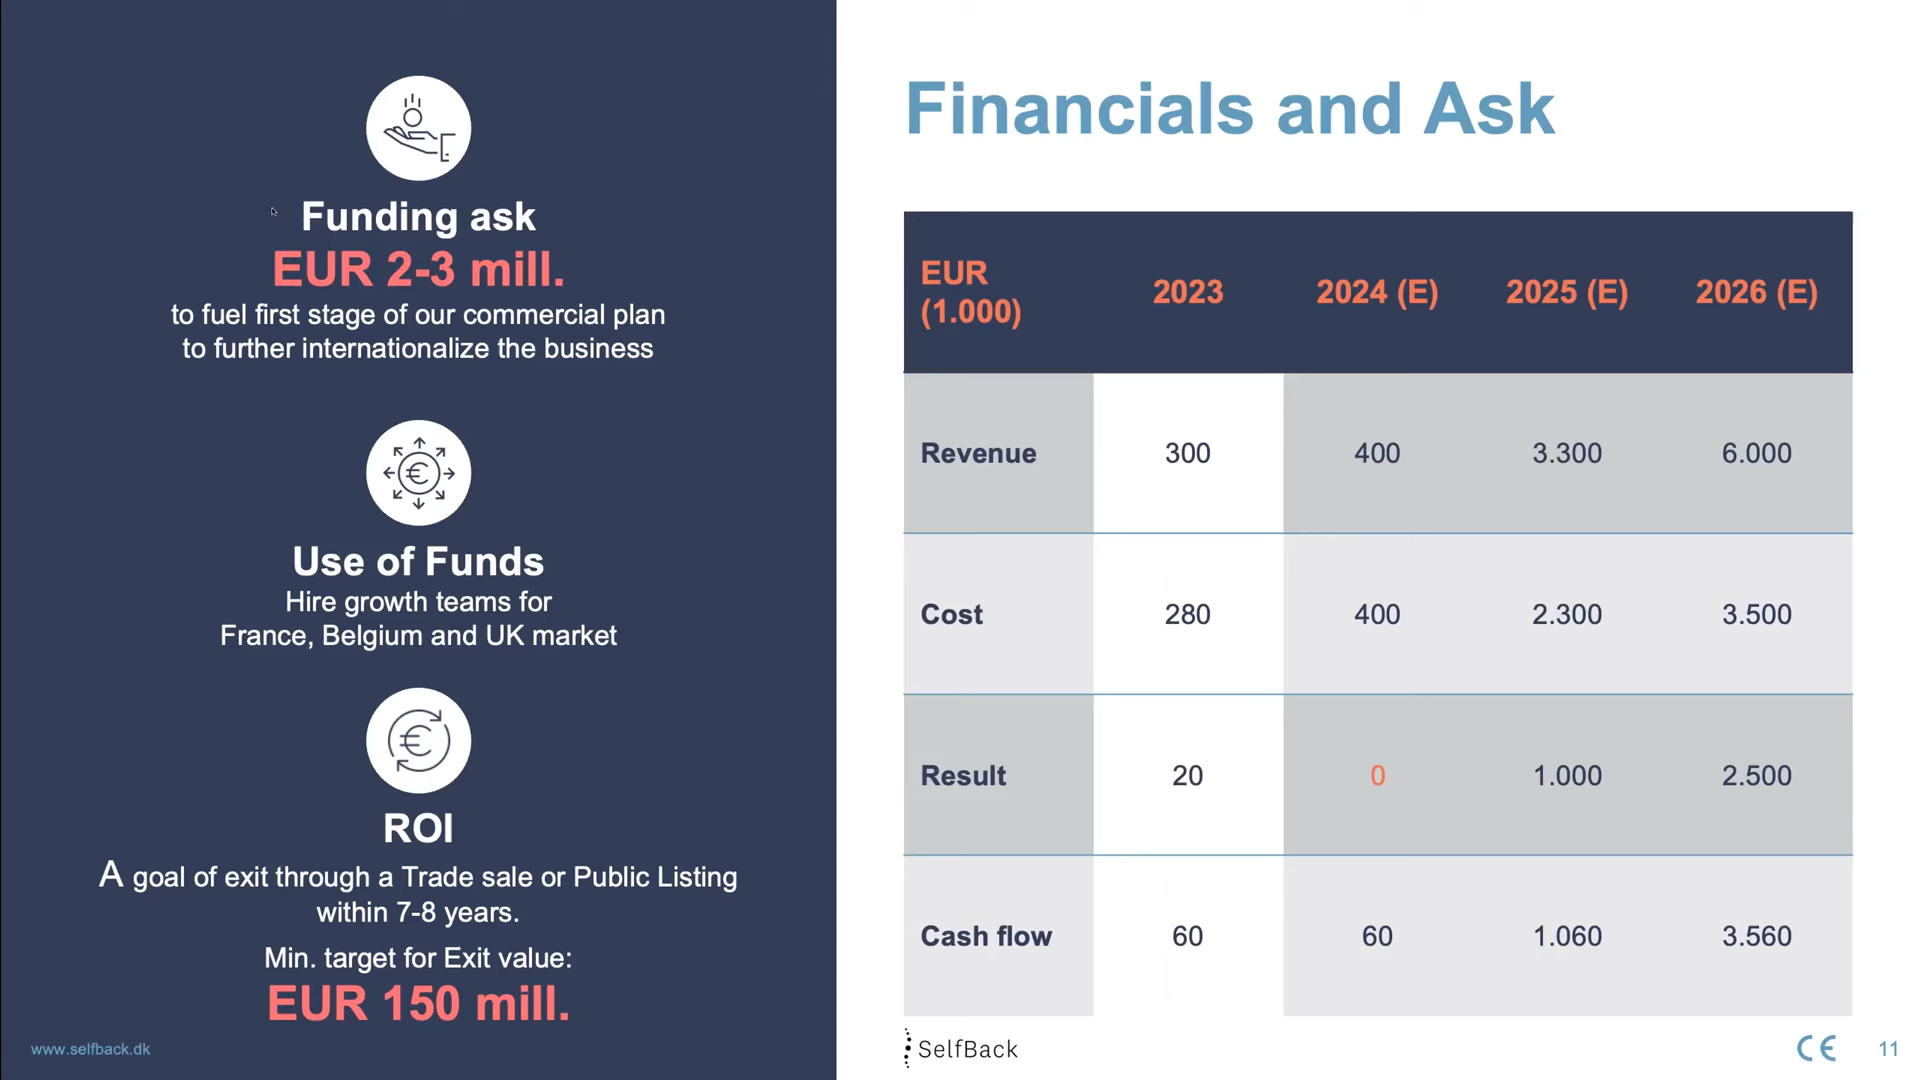 Funding ask
EUR 2-3 mill.
to fuel first stage of our commercial plan
to further internationalize the business
Use of Funds
Hire growth teams for
France, Belgium and UK market
ROI
A goal of exit through a Trade sale or Public Listing
within 7-8 years.
Min. target for Exit value:
EUR 150 mill.
www.selfback.dk
Financials and Ask
EUR (1.000) 2023 2024 (E) 2025 (E) 2026 (E)
Revenue 300 400 3.300 6.000
Cost 280 400 2.300 3.500
Result 20 0 1.000 2.500
Cash flow 60 60 1.060 3.560
SelfBack
CE 11